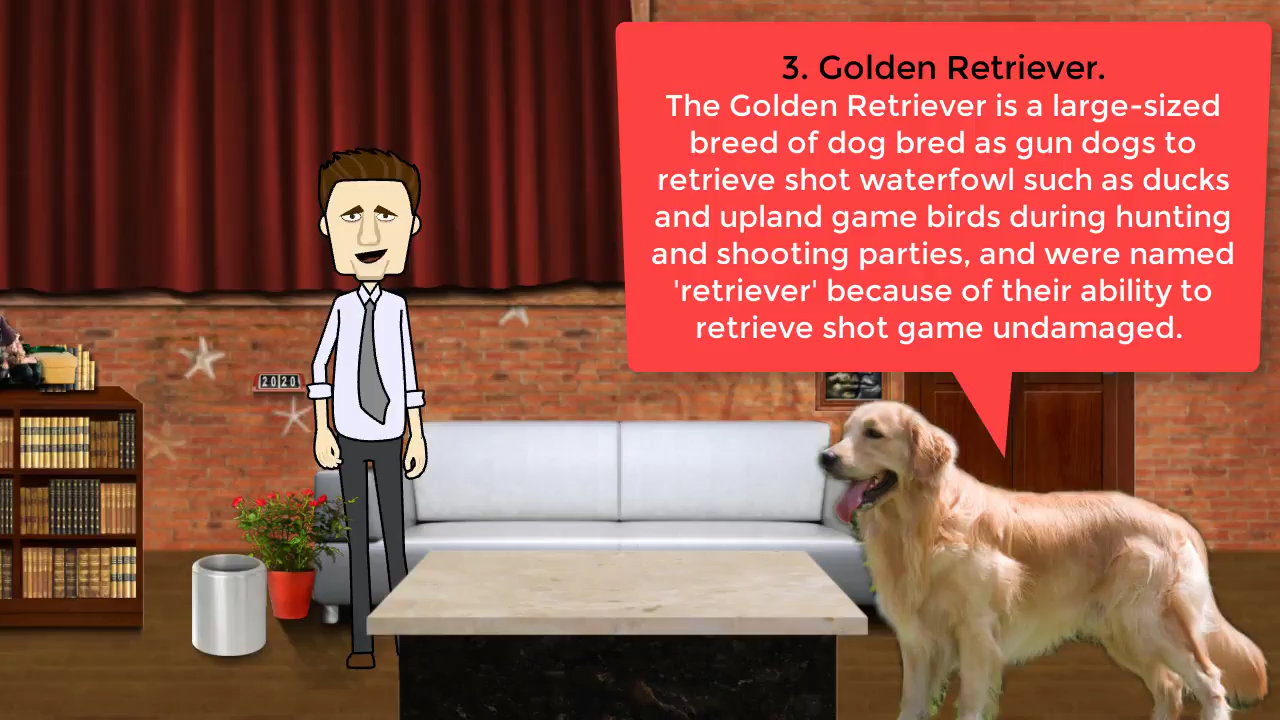 3. Golden Retriever.
The Golden Retriever is a large-sized
breed of dog bred as gun dogs to
retrieve shot waterfowl such as ducks
and upland game birds during hunting
and shooting parties, and were named
'retriever' because of their ability to
retrieve shot game undamaged.
20 20